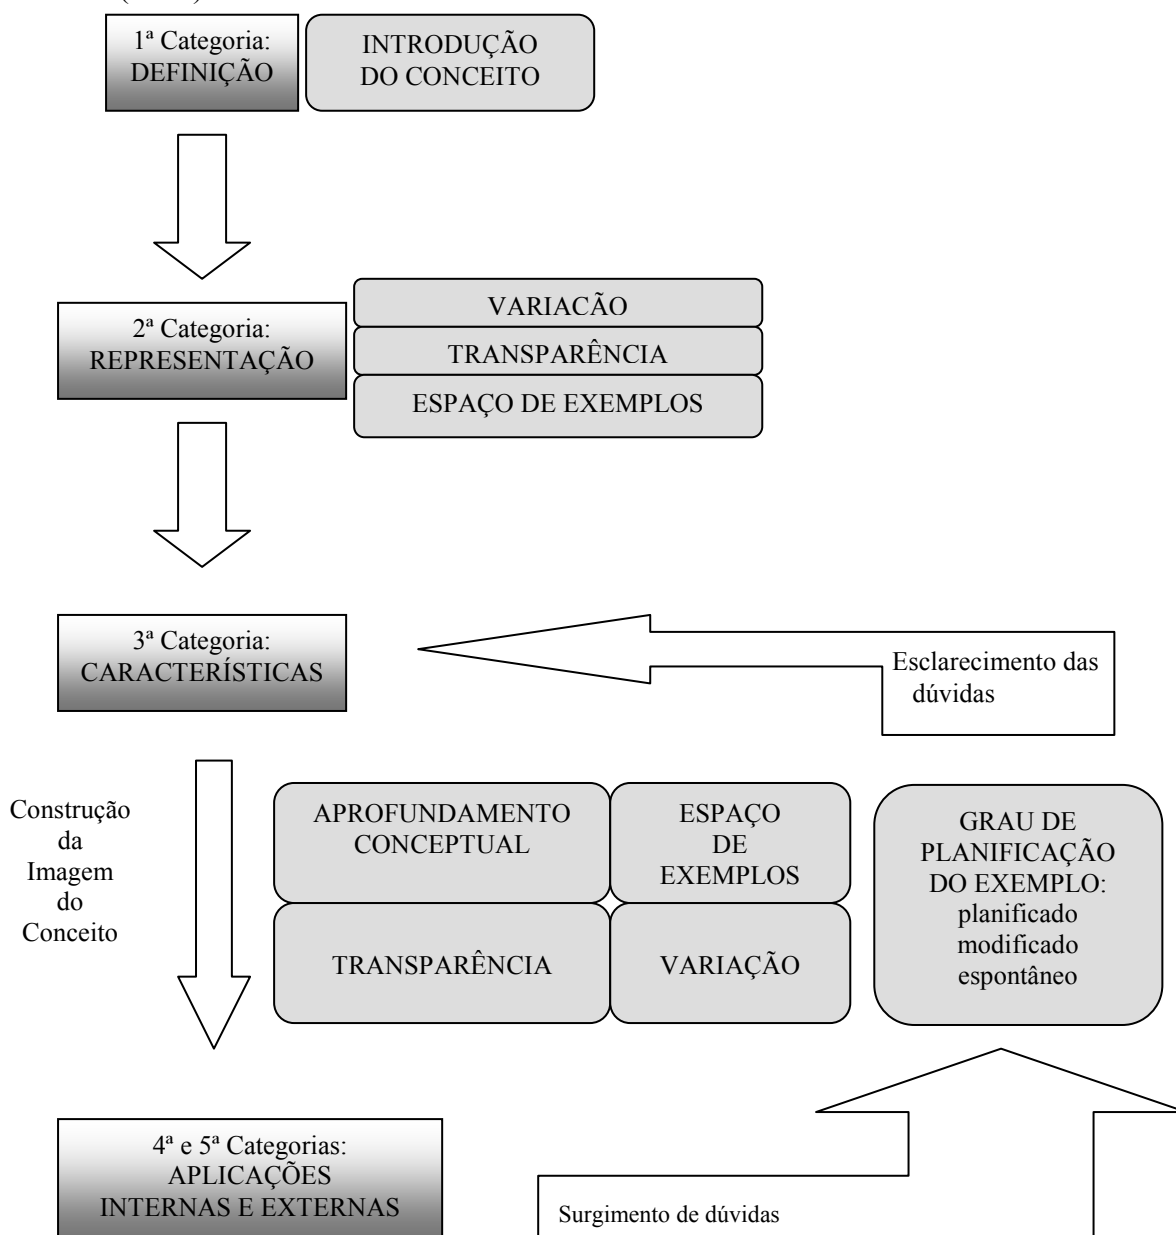 1ª Categoria:
DEFINIÇÃO
INTRODUÇÃO
DO CONCEITO
2ª Categoria:
REPRESENTAÇÃO
VARIACÃO
TRANSPARÊNCIA
ESPAÇO DE EXEMPLOS
3ª Categoria:
CARACTERÍSTICAS
Esclarecimento das
dúvidas
Construção
da
Imagem
do
Conceito
APROFUNDAMENTO
CONCEPTUAL
ESPAÇO
DE
EXEMPLOS
TRANSPARÊNCIA
VARIAÇÃO
GRAU DE
PLANIFICAÇÃO
DO EXEMPLO:
planificado
modificado
espontâneo
4ª e 5ª Categorias:
APLICAÇÕES
INTERNAS E EXTERNAS
Surgimento de dúvidas